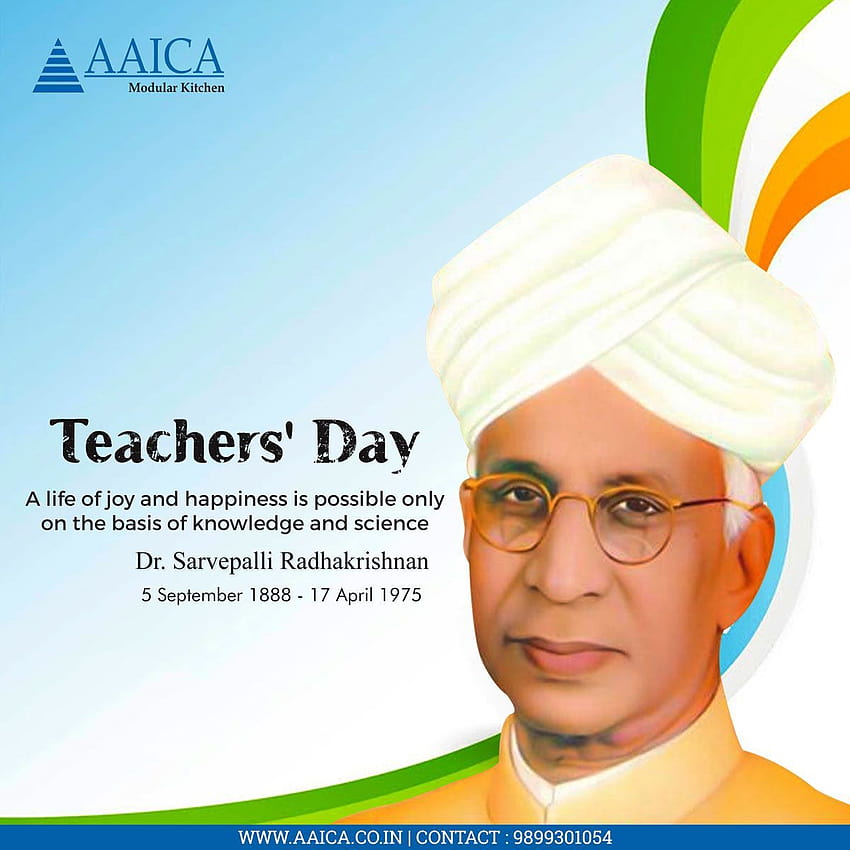 AAICA
Modular Kitchen
Teachers' Day
A life of joy and happiness is possible only
on the basis of knowledge and science
Dr. Sarvepalli Radhakrishnan
5 September 1888 - 17 April 1975
WWW.AAICA.CO.IN | CONTACT : 9899301054